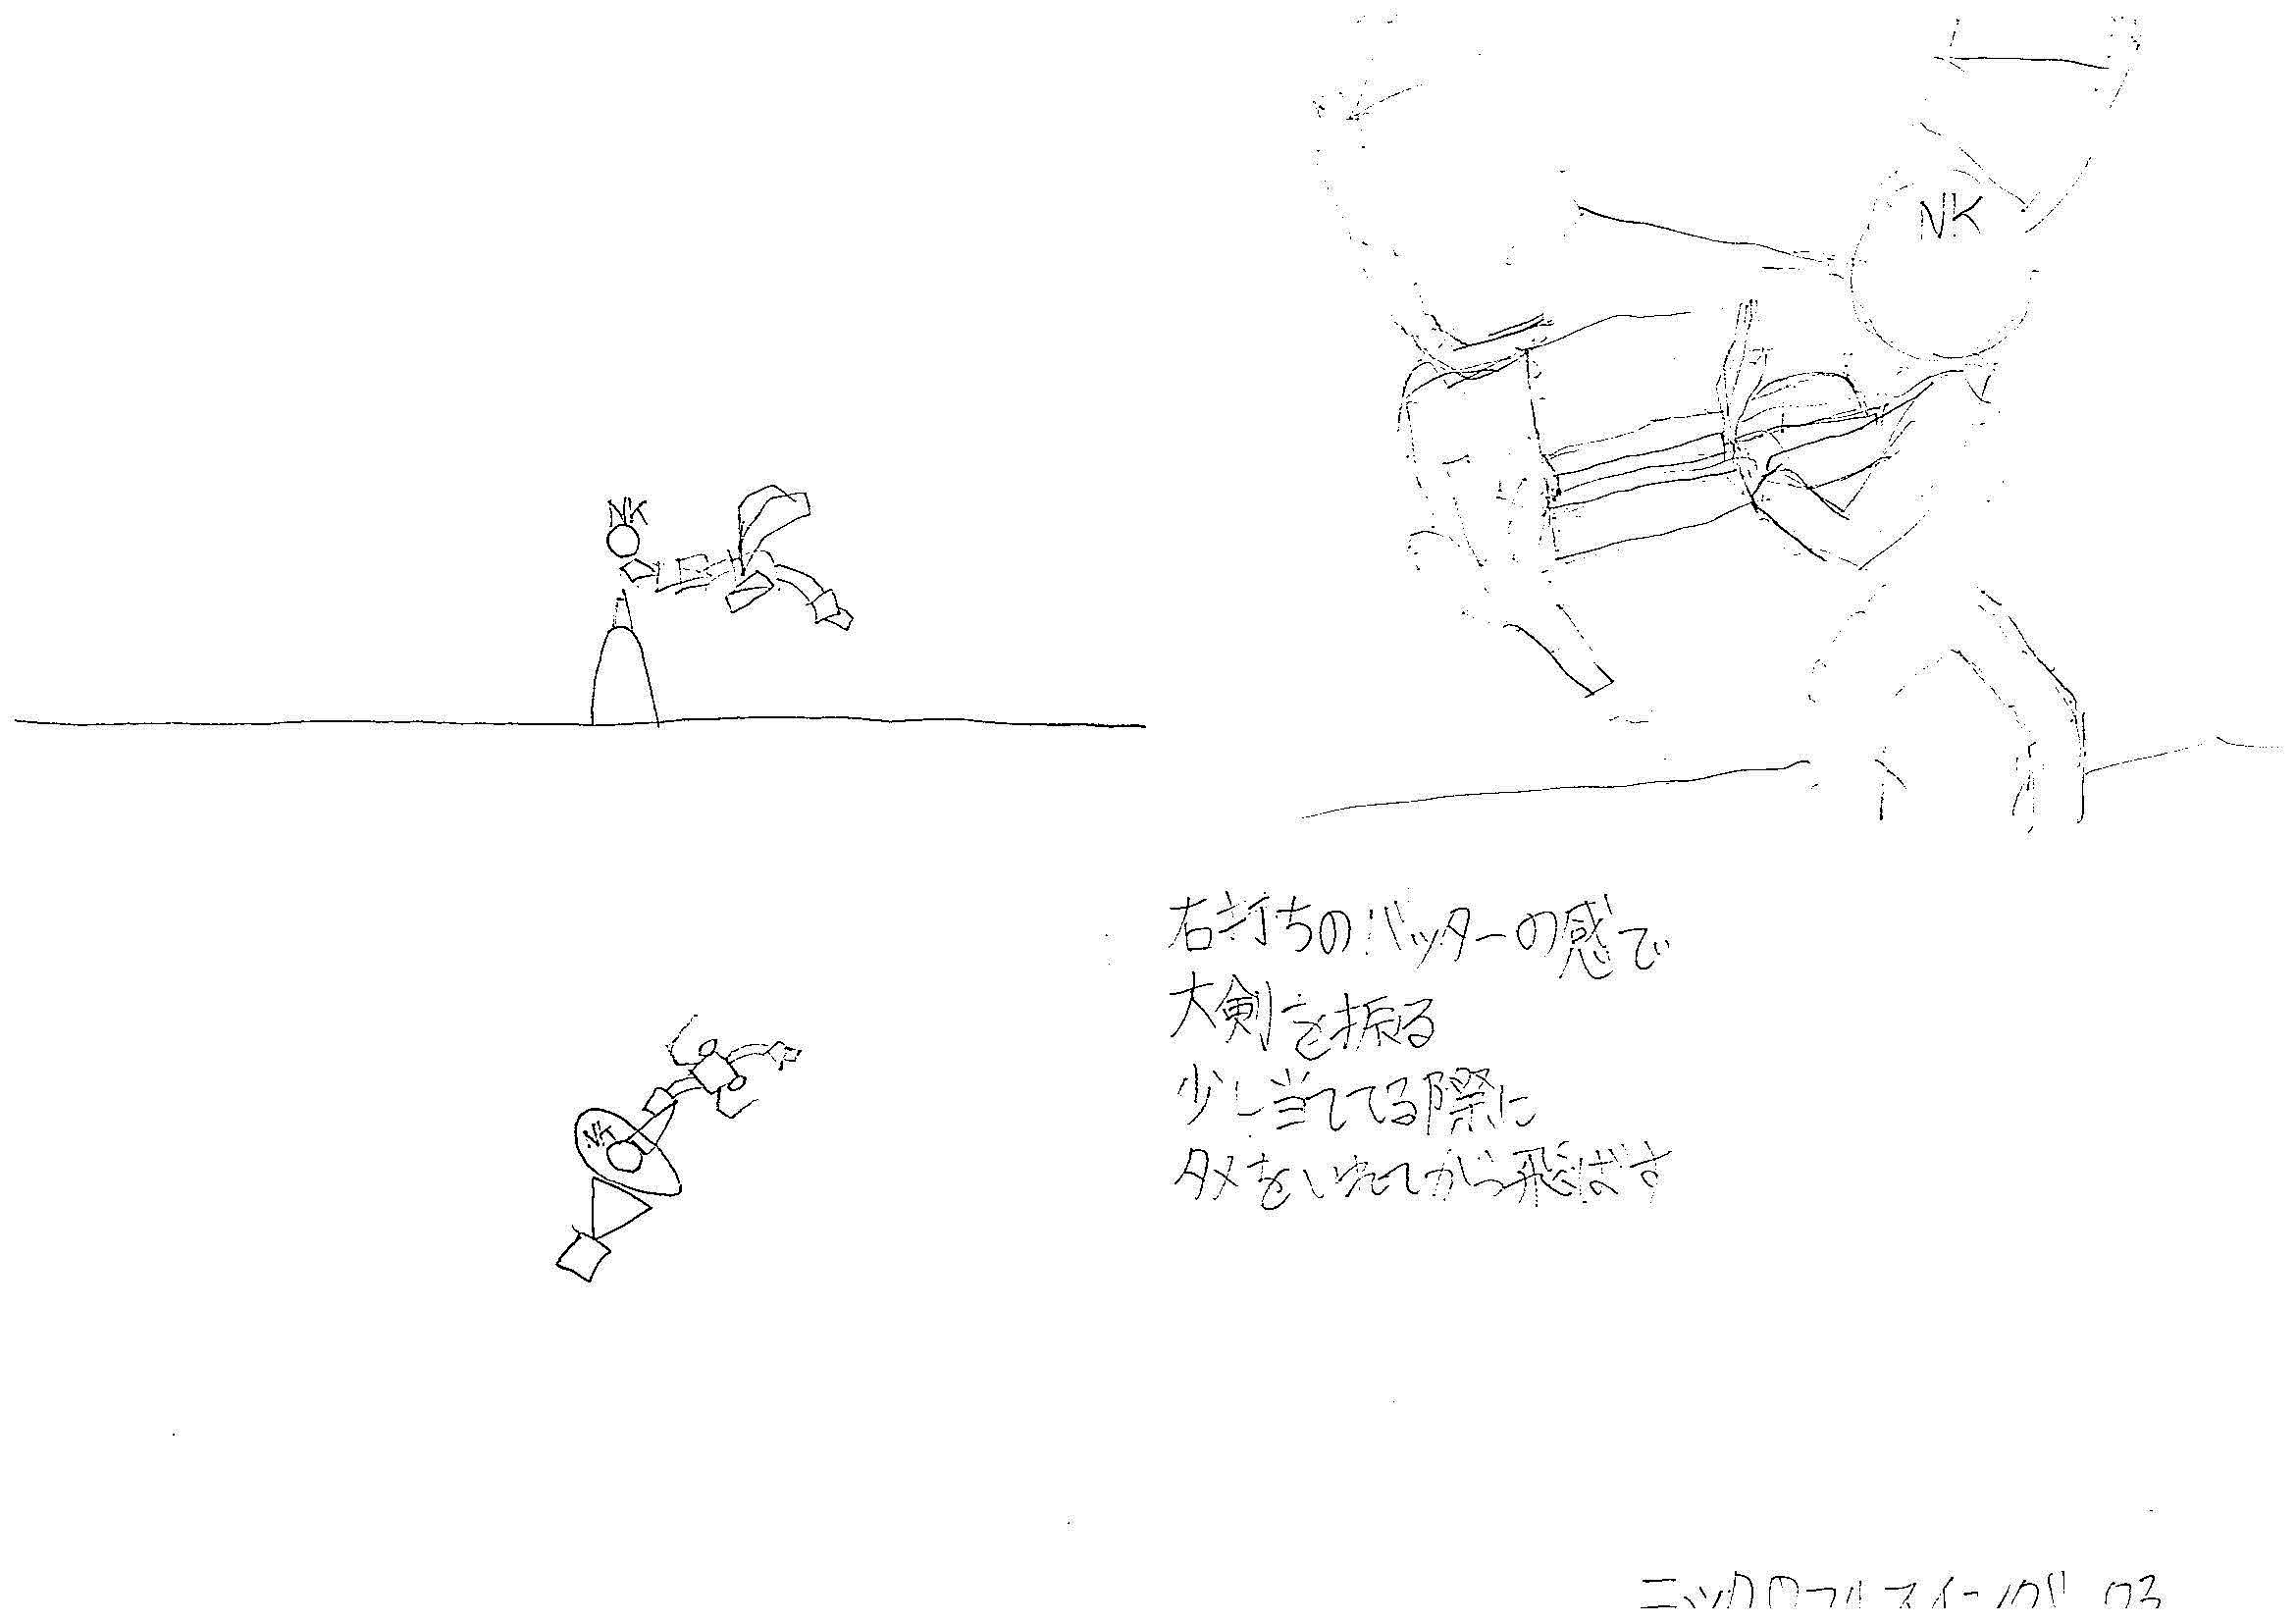 NK
NK
右打ちのバッターの感で
大剣を振る
少し当ててる際に
タメをいれてから飛ばす
NK
ニックのフルスイング 03